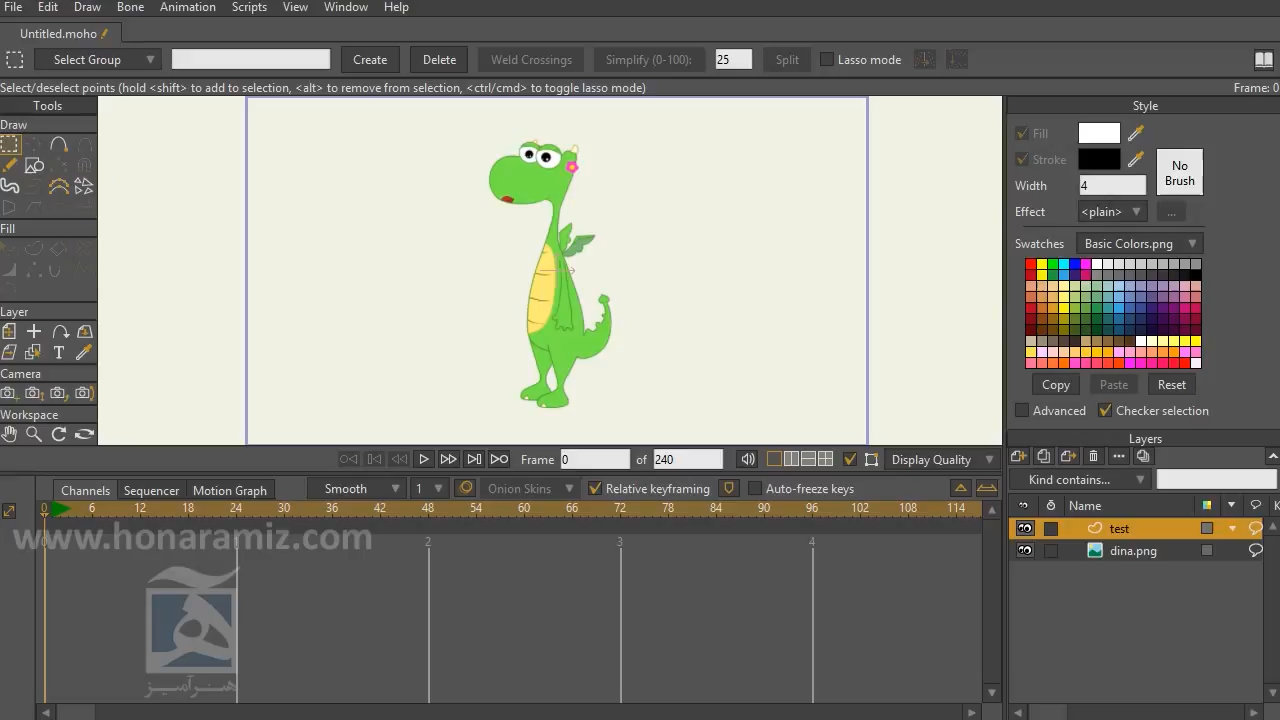 File Edit Draw Bone Animation Scripts View Window Help
Untitled.moho
Select Group Create Delete Weld Crossings Simplify (0-100): 25 Split Lasso mode
Select/deselect points (hold <shift> to add to selection, <alt> to remove from selection, <ctrl/cmd> to toggle lasso mode) Frame: 0
Tools
Draw
Fill
Layer
Camera
Workspace
Style
Fill
Stroke
No Brush
Width 4
Effect <plain> ...
Swatches Basic Colors.png
Copy Paste Reset
Advanced Checker selection
Frame 0 of 240 Display Quality
Layers
Kind contains...
Name K
test
dina.png
Channels Sequencer Motion Graph Smooth 1 Onion Skins Relative keyframing Auto-freeze keys
0 6 12 18 24 30 36 42 48 54 60 66 72 78 84 90 96 102 108 114
0 1 2 3 4
www.honaramiz.com
هنرآمیز